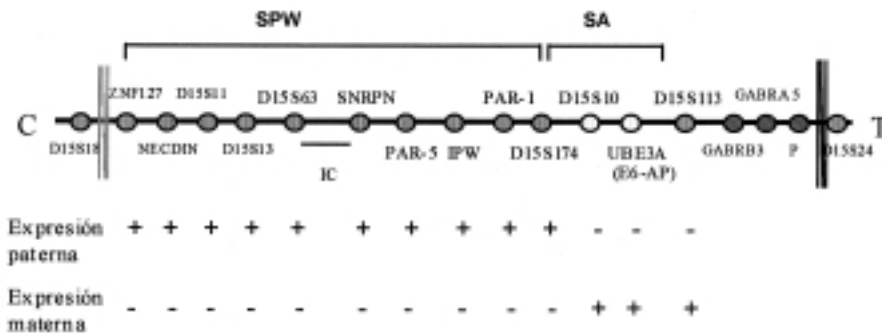 SPW SA
ZNF127 D15S11 D15S63 SNRPN PAR-1 D15S10 D15S113 GABRA5
C T
D15S18 NECDIN D15S13 PAR-5 IPW D15S174 UBE3A GABRB3 P D15S24
IC (E6-AP)
Expresión + + + + + + + + + + - - -
paterna
Expresión - - - - - - - - - - + + +
materna